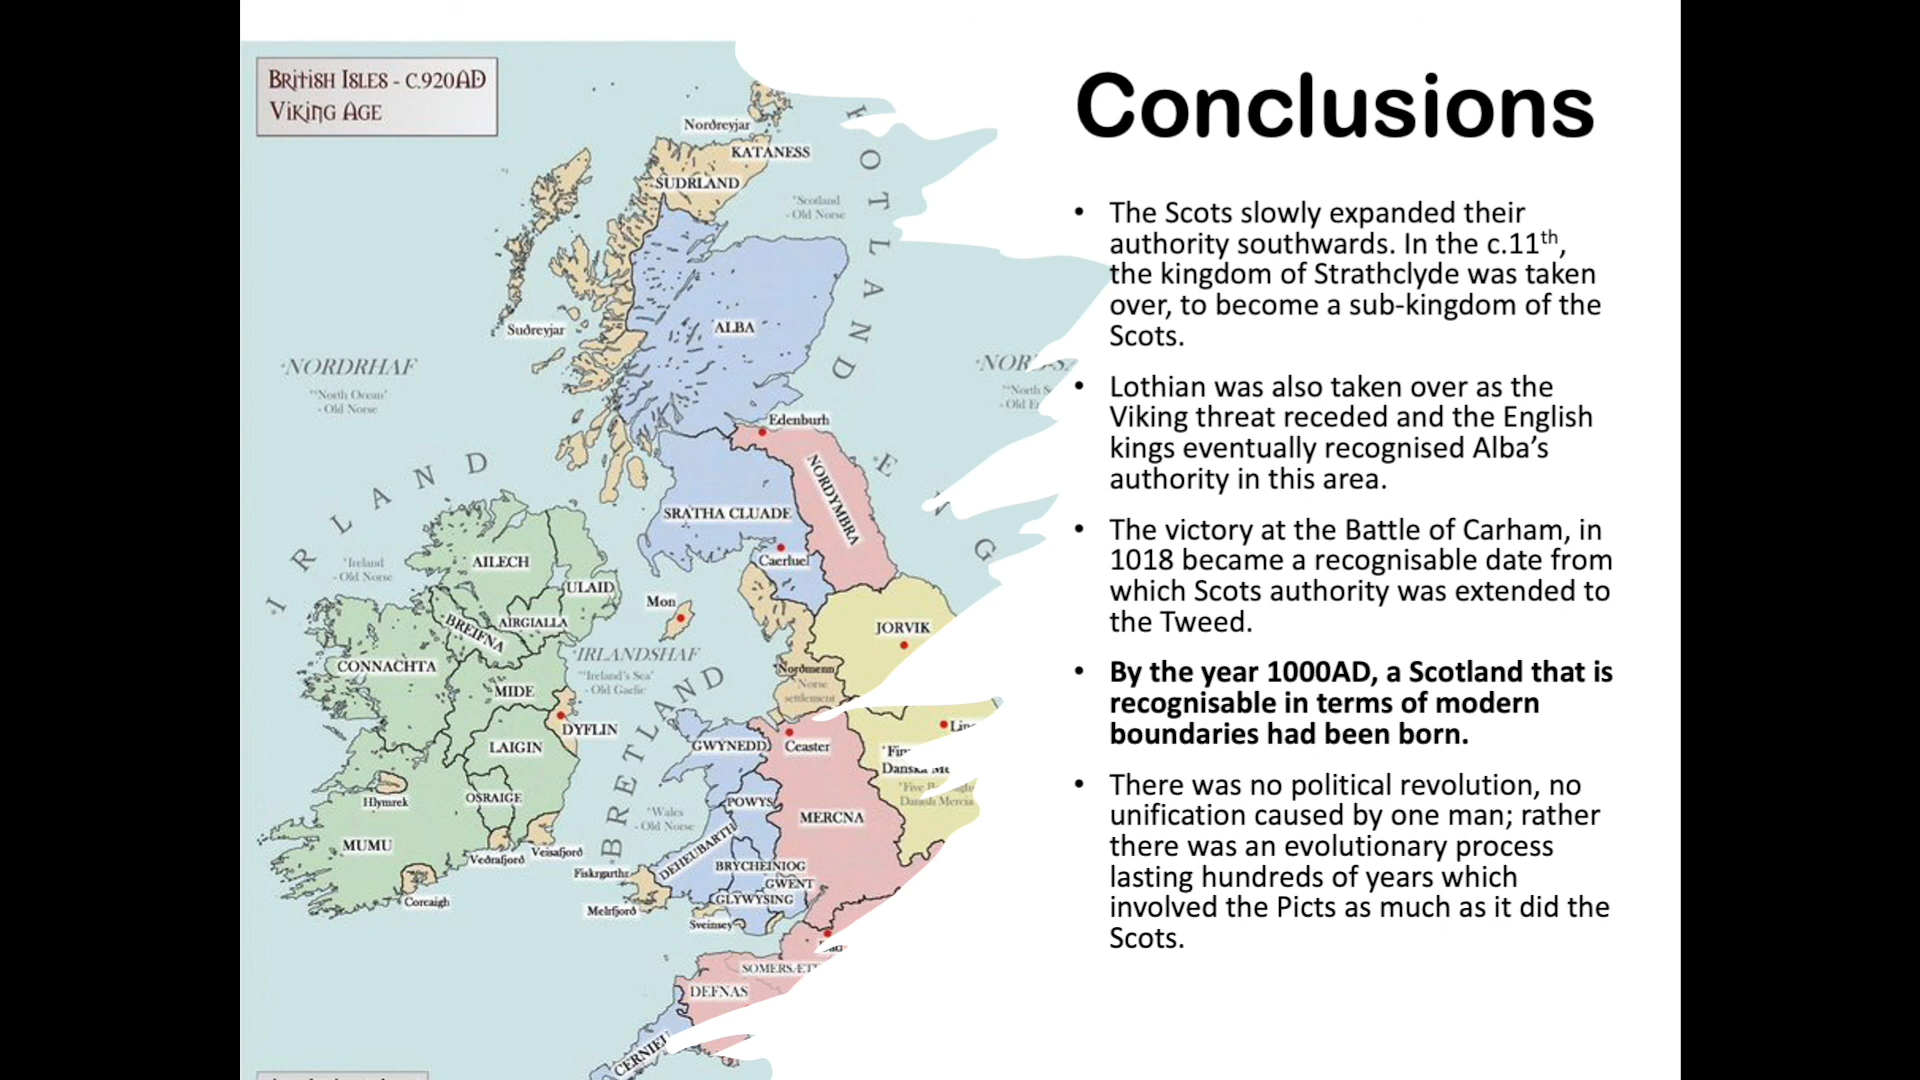 BRITISH ISLES - C.920AD
VIKING AGE
Conclusions
• The Scots slowly expanded their
authority southwards. In the c.11th,
the kingdom of Strathclyde was taken
over, to become a sub-kingdom of the
Scots.
• Lothian was also taken over as the
Viking threat receded and the English
kings eventually recognised Alba's
authority in this area.
• The victory at the Battle of Carham, in
1018 became a recognisable date from
which Scots authority was extended to
the Tweed.
• By the year 1000AD, a Scotland that is
recognisable in terms of modern
boundaries had been born.
• There was no political revolution, no
unification caused by one man; rather
there was an evolutionary process
lasting hundreds of years which
involved the Picts as much as it did the
Scots.
Norðreyjar
KATANESS
SUDRLAND
"Scotland
- Old Norse
Suðreyjar
ALBA
NORDRHAF
"North Ocean"
- Old Norse
Edenburh
NORDYMBRA
SRATHA CLUADE
Caerluel
IRLAND
"Ireland
- Old Norse
AILECH
ULAID
AIRGIALLA
BREIFNA
CONNACHTA
MIDE
Mon
IRLANDSHAF
"Ireland's Sea'
- Old Gaelic
JORVIK
Nordmenn
"Norse
settlement
DYFLIN
LAIGIN
OSRAIGE
Hlymrek
MUMU
Veðrafjorð
Veisafjorð
Corcaigh
BRETLAND
"Wales
- Old Norse
GWYNEDD
Ceaster
POWYS
MERCNA
DEHEUBARTH
BRYCHEINIOG
GWENT
GLYWYSING
Fiskrgarthr
Melrfjorð
Sveinsey
DEFNAS